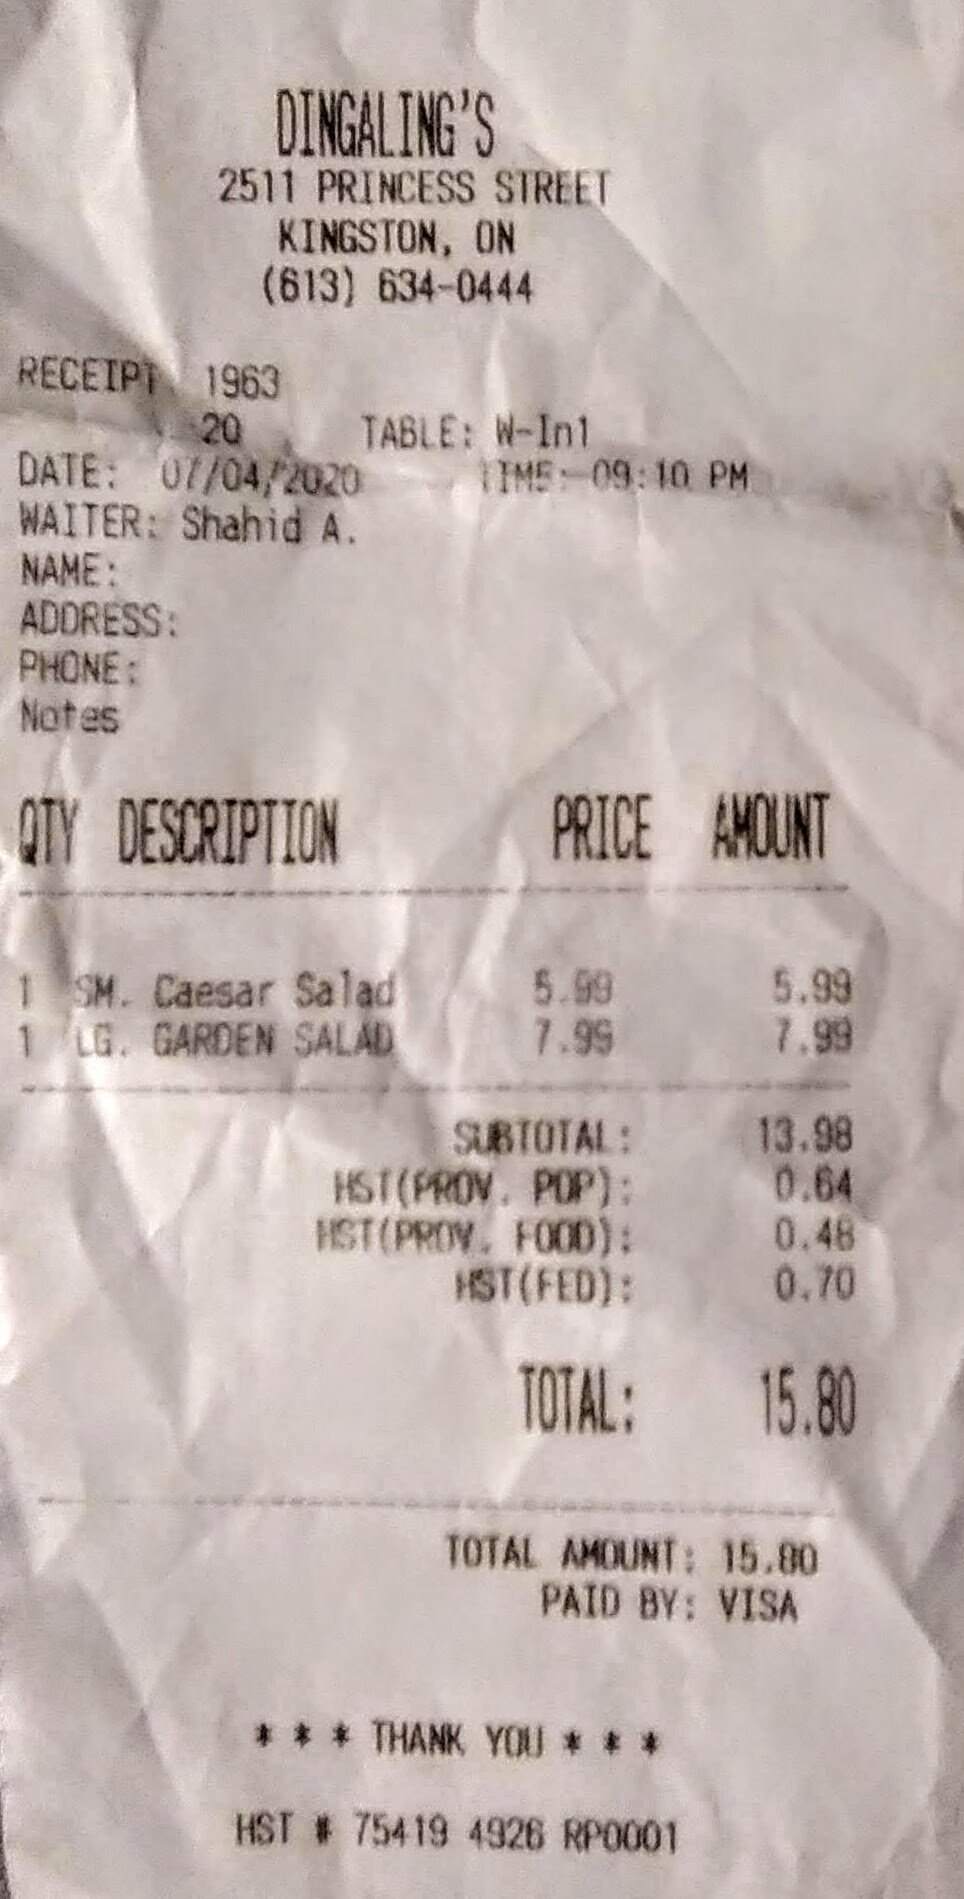 DINGALING'S
2511 PRINCESS STREET
KINGSTON, ON
(613) 634-0444
RECEIPT 1963
20 TABLE: W-In1
DATE: 07/04/2020 TIME: 09:10 PM
WAITER: Shahid A.
NAME:
ADDRESS:
PHONE:
Notes
QTY DESCRIPTION PRICE AMOUNT
1 SM. Caesar Salad 5.99 5.99
1 LG. GARDEN SALAD 7.99 7.99
SUBTOTAL: 13.98
HST(PROV. POP): 0.64
HST(PROV. FOOD): 0.48
HST(FED): 0.70
TOTAL: 15.80
TOTAL AMOUNT: 15.80
PAID BY: VISA
* * * THANK YOU * * *
HST # 75419 4926 RP0001